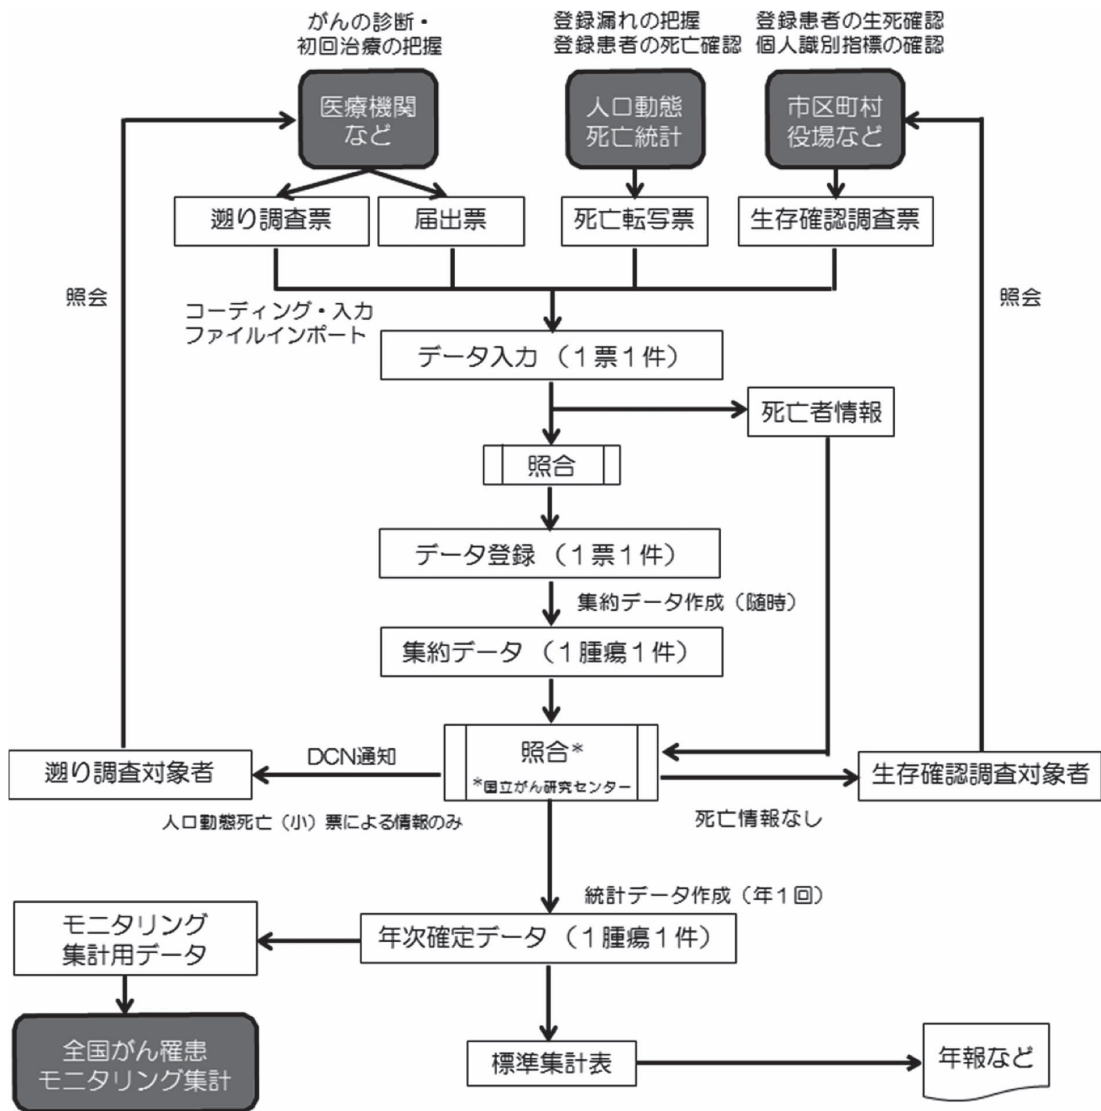 がんの診断・
初回治療の把握
登録漏れの把握
登録患者の死亡確認
登録患者の生死確認
個人識別指標の確認
医療機関
など
人口動態
死亡統計
市区町村
役場など
遡り調査票
届出票
死亡転写票
生存確認調査票
照会
照会
コーディング・入力
ファイルインポート
データ入力（１票１件）
死亡者情報
照合
データ登録（１票１件）
集約データ作成（随時）
集約データ（１腫瘍１件）
照合*
*国立がん研究センター
DCN通知
遡り調査対象者
生存確認調査対象者
人口動態死亡（小）票による情報のみ
死亡情報なし
統計データ作成（年１回）
年次確定データ（１腫瘍１件）
モニタリング
集計用データ
全国がん罹患
モニタリング集計
標準集計表
年報など